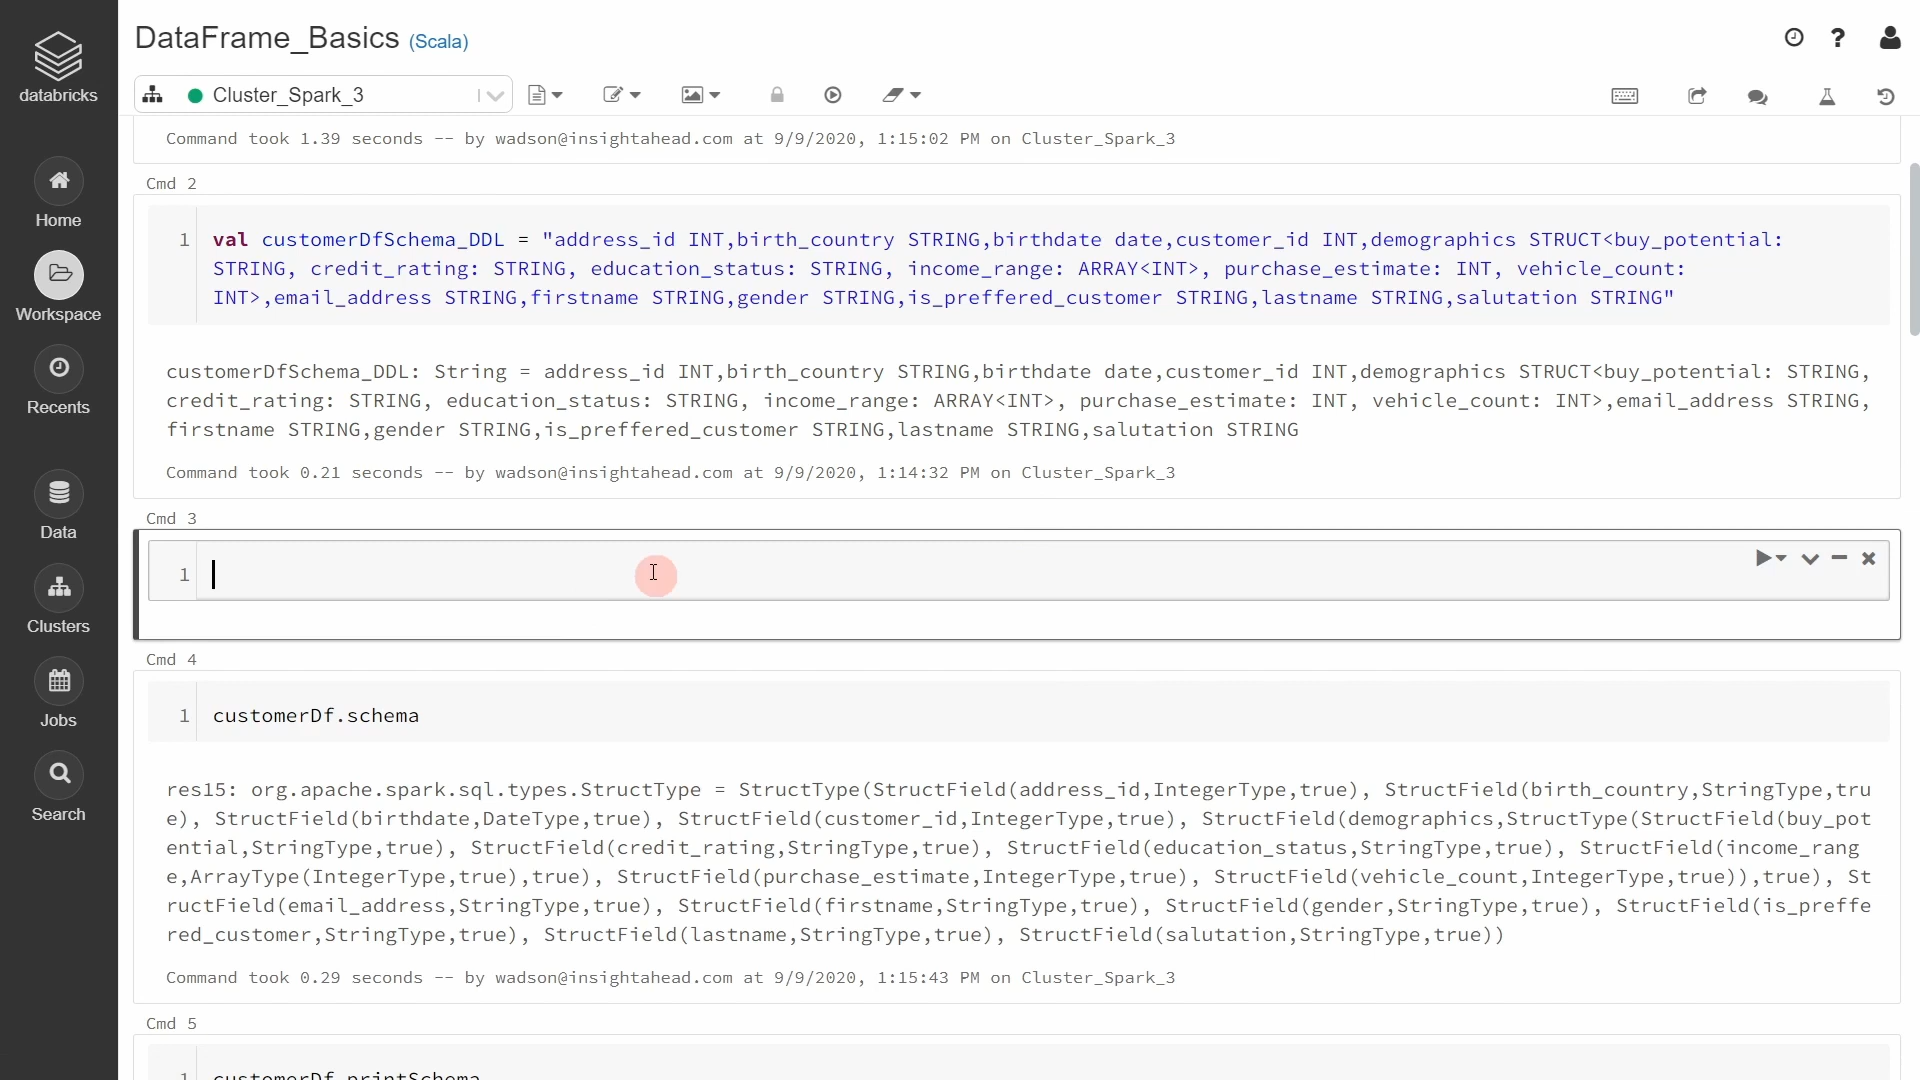 DataFrame_Basics (Scala)
databricks
Cluster_Spark_3
Command took 1.39 seconds -- by wadson@insightahead.com at 9/9/2020, 1:15:02 PM on Cluster_Spark_3
Cmd 2
1 val customerDfSchema_DDL = "address_id INT,birth_country STRING,birthdate date,customer_id INT,demographics STRUCT<buy_potential:
STRING, credit_rating: STRING, education_status: STRING, income_range: ARRAY<INT>, purchase_estimate: INT, vehicle_count:
INT>,email_address STRING,firstname STRING,gender STRING,is_preffered_customer STRING,lastname STRING,salutation STRING"
customerDfSchema_DDL: String = address_id INT,birth_country STRING,birthdate date,customer_id INT,demographics STRUCT<buy_potential: STRING,
credit_rating: STRING, education_status: STRING, income_range: ARRAY<INT>, purchase_estimate: INT, vehicle_count: INT>,email_address STRING,
firstname STRING,gender STRING,is_preffered_customer STRING,lastname STRING,salutation STRING
Command took 0.21 seconds -- by wadson@insightahead.com at 9/9/2020, 1:14:32 PM on Cluster_Spark_3
Cmd 3
1
Cmd 4
1 customerDf.schema
res15: org.apache.spark.sql.types.StructType = StructType(StructField(address_id,IntegerType,true), StructField(birth_country,StringType,tru
e), StructField(birthdate,DateType,true), StructField(customer_id,IntegerType,true), StructField(demographics,StructType(StructField(buy_pot
ential,StringType,true), StructField(credit_rating,StringType,true), StructField(education_status,StringType,true), StructField(income_rang
e,ArrayType(IntegerType,true),true), StructField(purchase_estimate,IntegerType,true), StructField(vehicle_count,IntegerType,true)),true), St
ructField(email_address,StringType,true), StructField(firstname,StringType,true), StructField(gender,StringType,true), StructField(is_preffe
red_customer,StringType,true), StructField(lastname,StringType,true), StructField(salutation,StringType,true))
Command took 0.29 seconds -- by wadson@insightahead.com at 9/9/2020, 1:15:43 PM on Cluster_Spark_3
Cmd 5
1 customerDf.printSchema
Home
Workspace
Recents
Data
Clusters
Jobs
Search